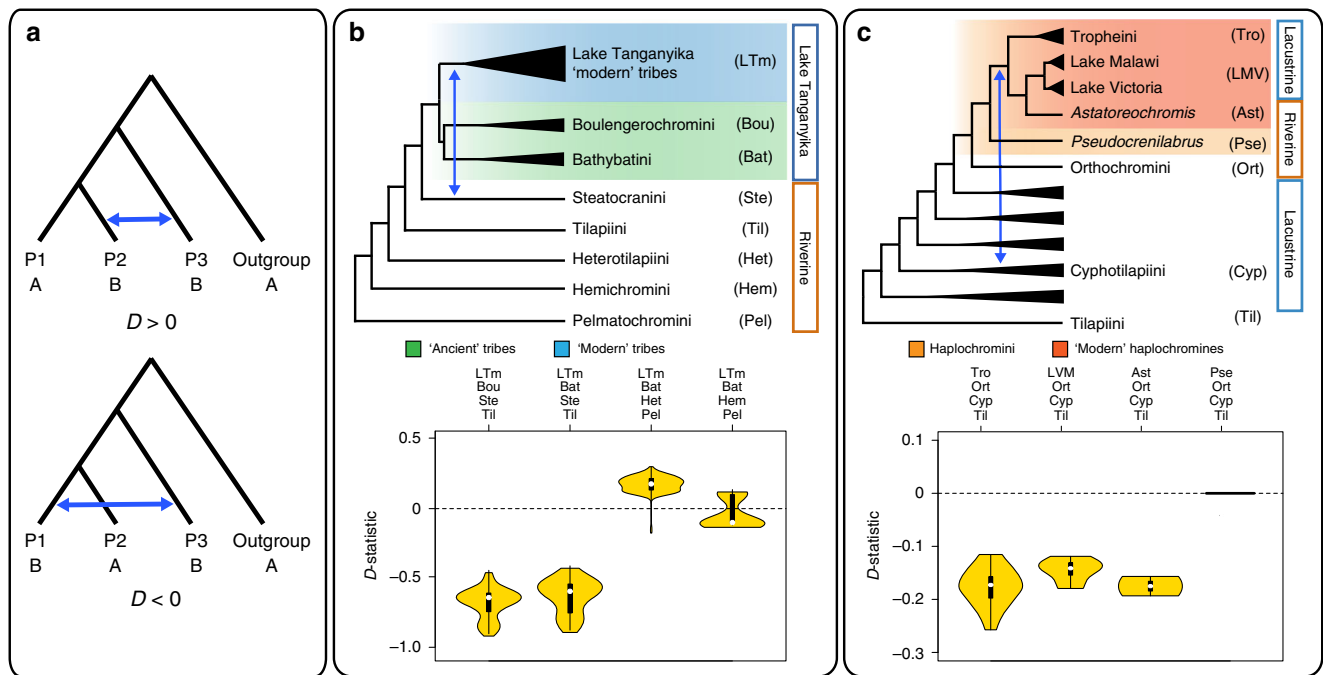 a
P1 P2 P3 Outgroup
A B B A
D > 0
P1 P2 P3 Outgroup
B A B A
D < 0
b
Lake Tanganyika
'modern' tribes
(LTm)
Boulengerochromini (Bou)
Bathybatini (Bat)
Steatocranini (Ste)
Tilapiini (Til)
Heterotilapiini (Het)
Hemichromini (Hem)
Pelmatochromini (Pel)
Lake Tanganyika
Riverine
'Ancient' tribes 'Modern' tribes
LTm LTm LTm LTm
Bou Bat Bat Bat
Ste Ste Het Hem
Til Til Pel Pel
D-statistic
0.5
0
−0.5
−1.0
c
Tropheini (Tro)
Lake Malawi
(LMV)
Lake Victoria
Astatoreochromis (Ast)
Pseudocrenilabrus (Pse)
Orthochromini (Ort)
Cyphotilapiini (Cyp)
Tilapiini (Til)
Lacustrine
Riverine
Lacustrine
Haplochromini 'Modern' haplochromines
Tro LVM Ast Pse
Ort Ort Ort Ort
Cyp Cyp Cyp Cyp
Til Til Til Til
D-statistic
0.1
0
−0.1
−0.2
−0.3